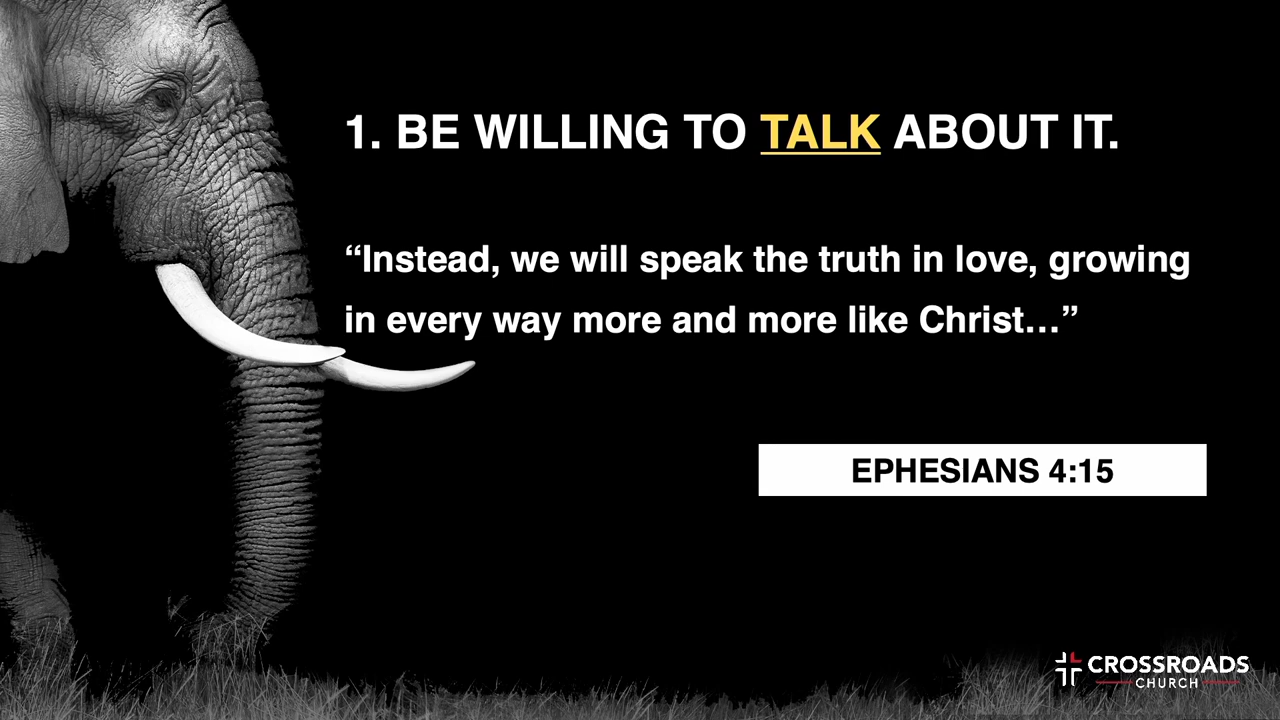 1. BE WILLING TO TALK ABOUT IT.
“Instead, we will speak the truth in love, growing
in every way more and more like Christ…”
EPHESIANS 4:15
CROSSROADS
CHURCH